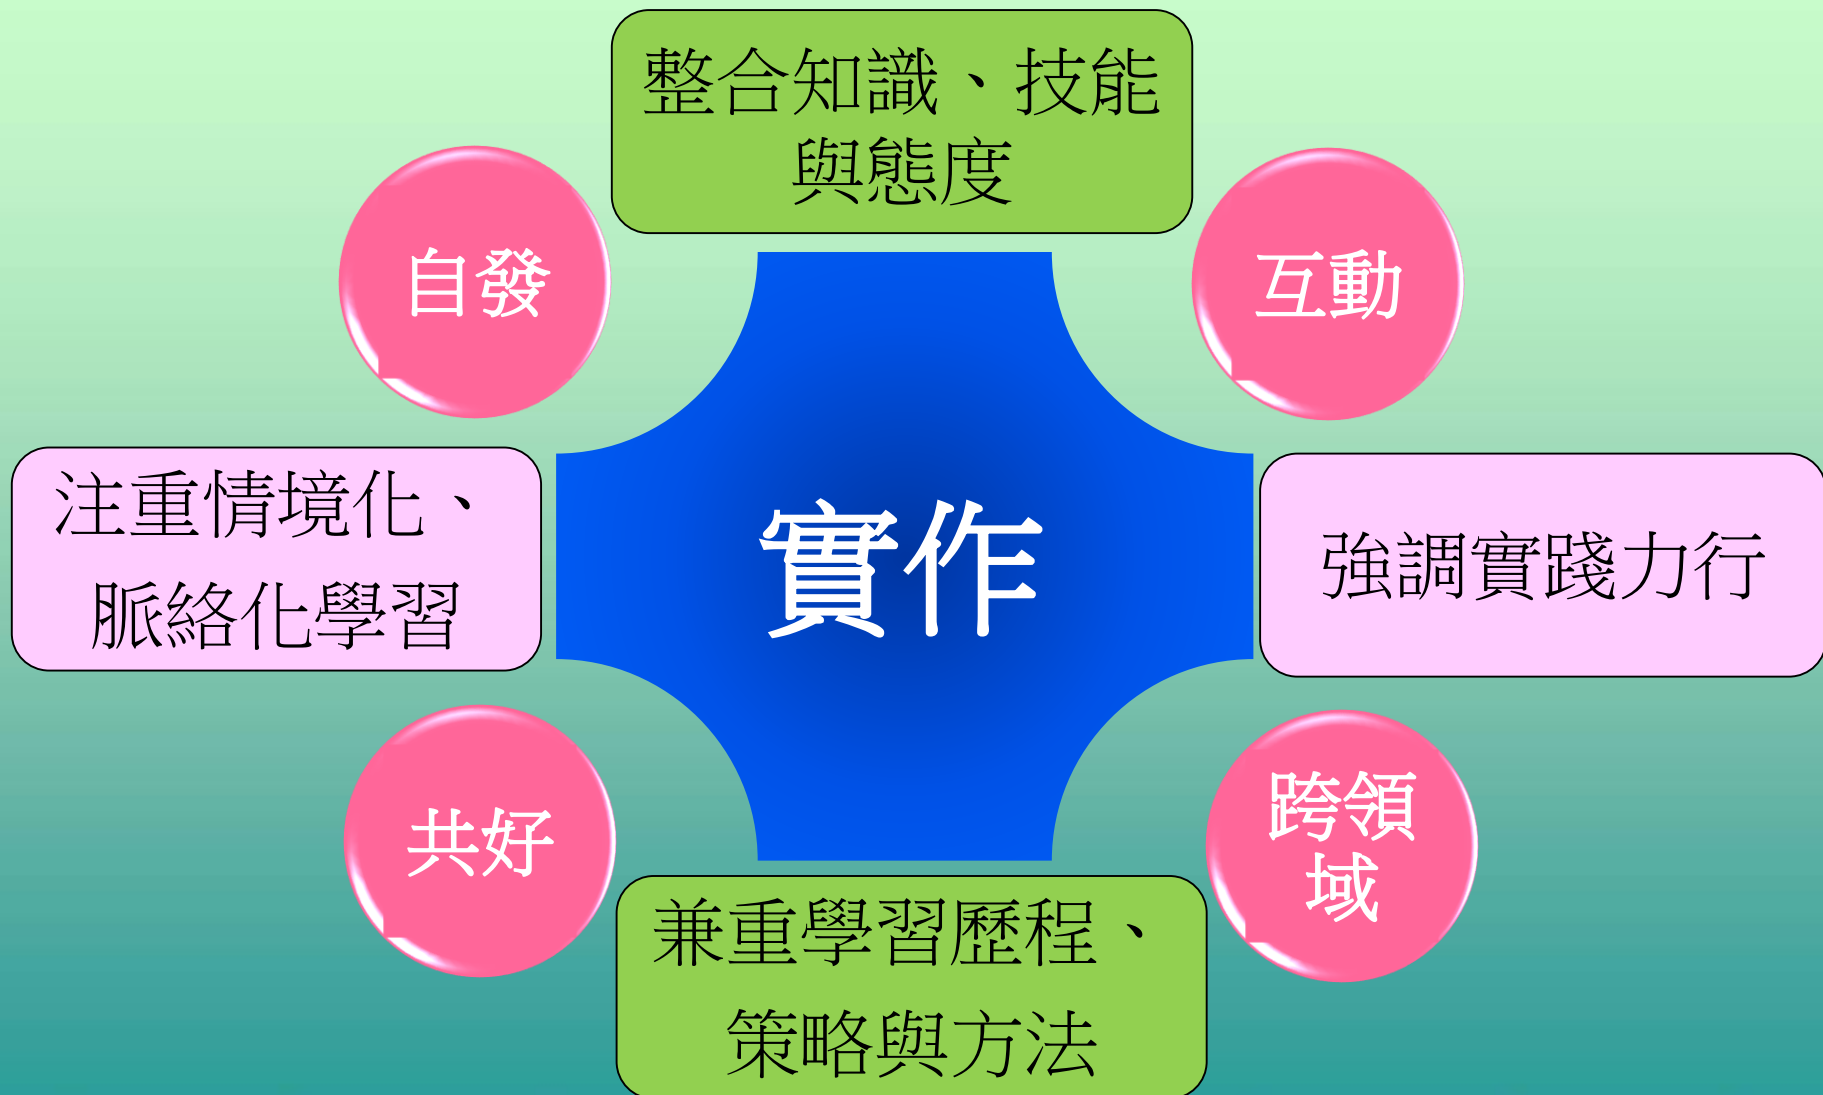 整合知識、技能
與態度
自發
互動
注重情境化、
脈絡化學習
實作
強調實踐力行
共好
跨領
域
兼重學習歷程、
策略與方法